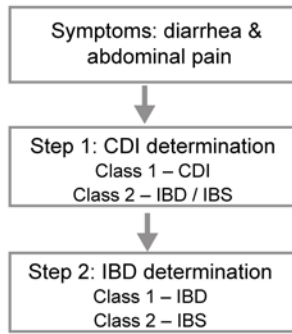 Symptoms: diarrhea &
abdominal pain
Step 1: CDI determination
Class 1 – CDI
Class 2 – IBD / IBS
Step 2: IBD determination
Class 1 – IBD
Class 2 – IBS